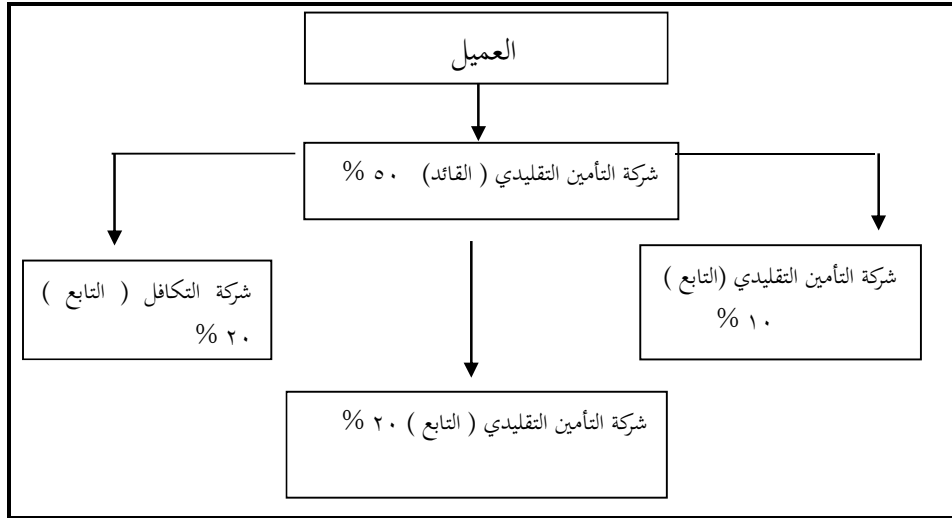 العميل
شركة التأمين التقليدي ( القائد) ٥٠ %
شركة التأمين التقليدي (التابع )
١٠ %
شركة التكافل ( التابع )
٢٠ %
شركة التأمين التقليدي ( التابع ) ٢٠ %